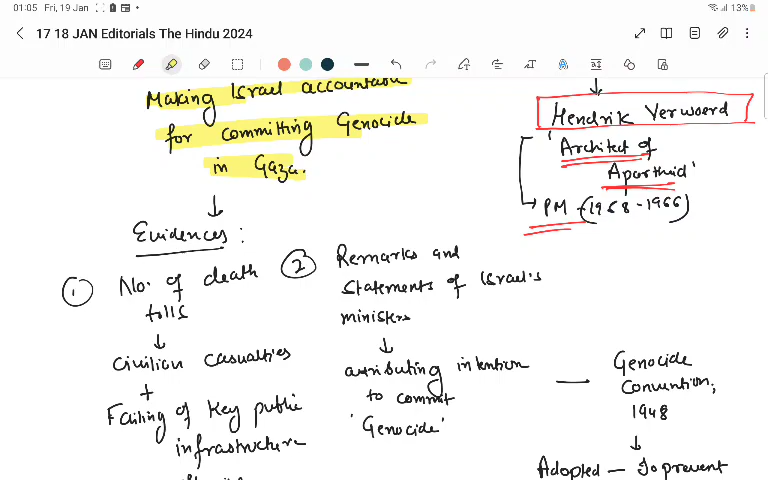 01:05 Fri, 19 Jan
13%
17 18 JAN Editorials The Hindu 2024
Making Israel accountable
for committing Genocide
in Gaza.
Evidences :
① No. of death
tolls
civilian casualties
+
Failing of key public
infrastructure
② Remarks and
statements of Israel's
ministers
attributing intention
to commit
'Genocide'
Hendrik Verwoerd
'Architect of
Apartheid'
PM - (1958 - 1966)
Genocide
Convention,
1948
Adopted — To prevent